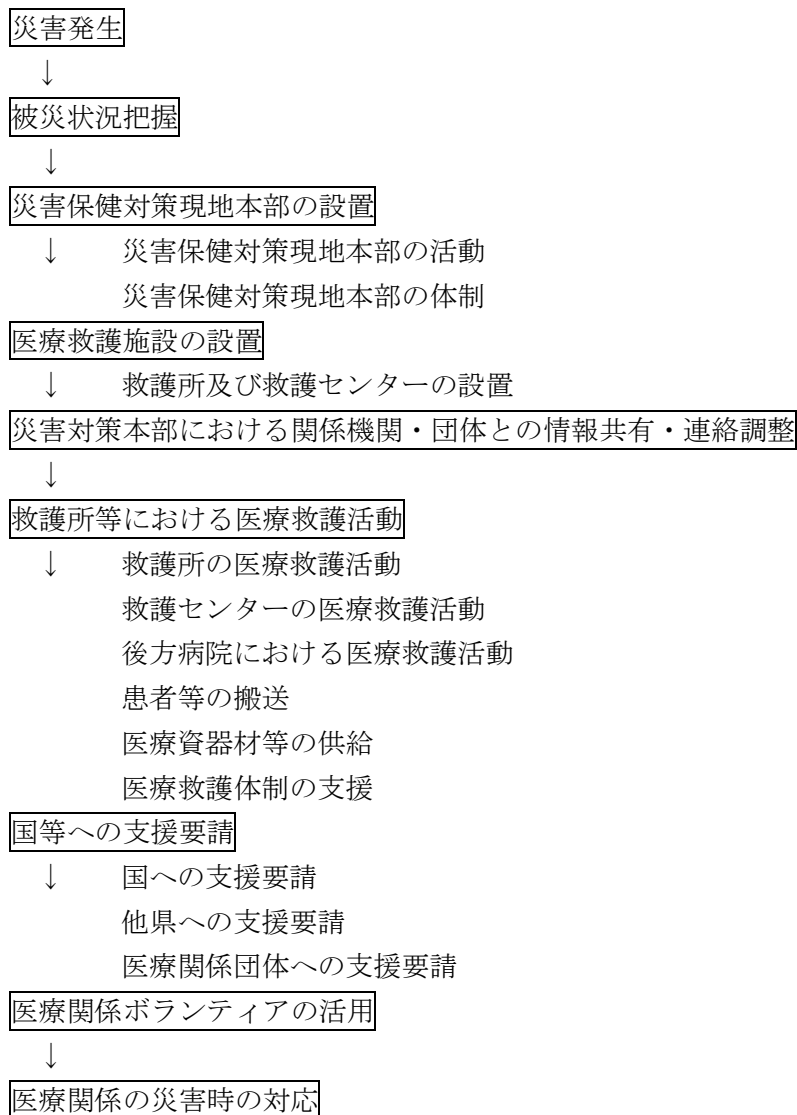 災害発生
↓
被災状況把握
↓
災害保健対策現地本部の設置
↓ 災害保健対策現地本部の活動
災害保健対策現地本部の体制
医療救護施設の設置
↓ 救護所及び救護センターの設置
災害対策本部における関係機関・団体との情報共有・連絡調整
↓
救護所等における医療救護活動
↓ 救護所の医療救護活動
救護センターの医療救護活動
後方病院における医療救護活動
患者等の搬送
医療資器材等の供給
医療救護体制の支援
国等への支援要請
↓ 国への支援要請
他県への支援要請
医療関係団体への支援要請
医療関係ボランティアの活用
↓
医療関係の災害時の対応